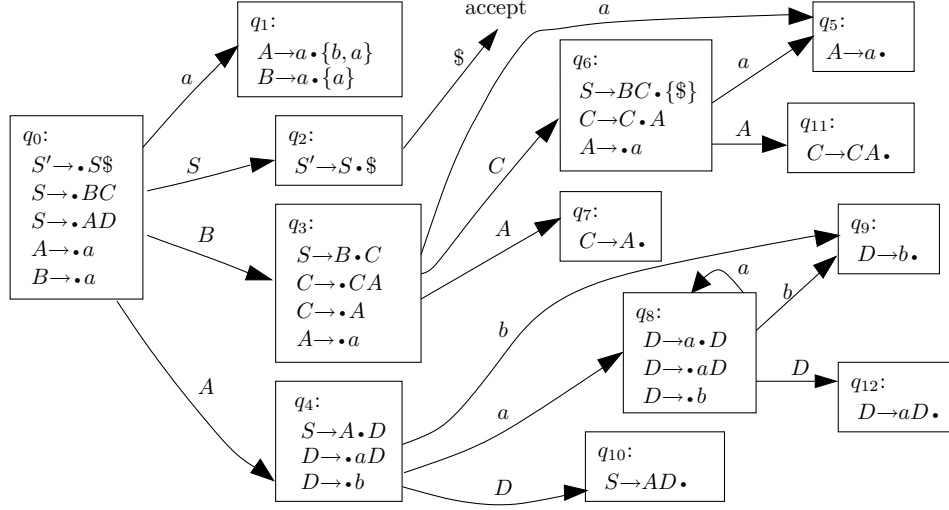 q₀:
S′→•S$
S→•BC
S→•AD
A→•a
B→•a
a
S
B
A
q₁:
A→a•{b, a}
B→a•{a}
q₂:
S′→S•$
$
accept
q₃:
S→B•C
C→•CA
C→•A
A→•a
a
C
A
q₄:
S→A•D
D→•aD
D→•b
b
a
D
q₅:
A→a•
q₆:
S→BC•{$}
C→C•A
A→•a
a
A
q₁₁:
C→CA•
q₇:
C→A•
q₈:
D→a•D
D→•aD
D→•b
a
b
D
q₉:
D→b•
q₁₂:
D→aD•
q₁₀:
S→AD•